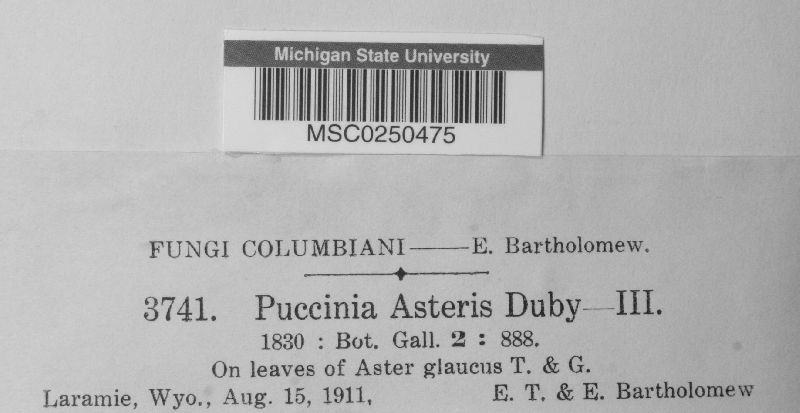 Michigan State University
MSC0250475
FUNGI COLUMBIANI——E. Bartholomew.
3741. Puccinia Asteris Duby—III.
1830 : Bot. Gall. 2 : 888.
On leaves of Aster glaucus T. & G.
Laramie, Wyo., Aug. 15, 1911, E. T. & E. Bartholomew